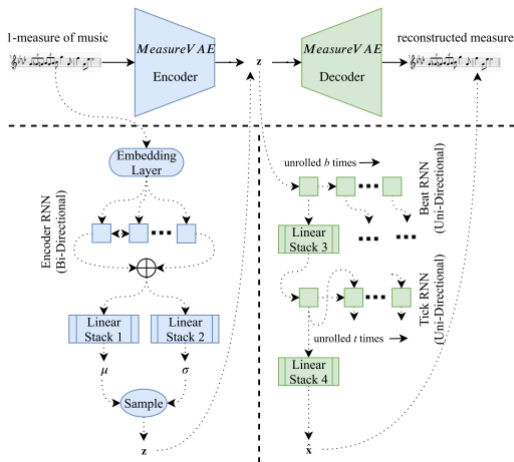 1-measure of music
MeasureVAE
Encoder
z
MeasureVAE
Decoder
reconstructed measure
Embedding
Layer
Encoder RNN
(Bi-Directional)
Linear
Stack 1
Linear
Stack 2
μ
σ
Sample
z
unrolled b times
Beat RNN
(Uni-Directional)
Linear
Stack 3
Tick RNN
(Uni-Directional)
unrolled t times
Linear
Stack 4
x̂